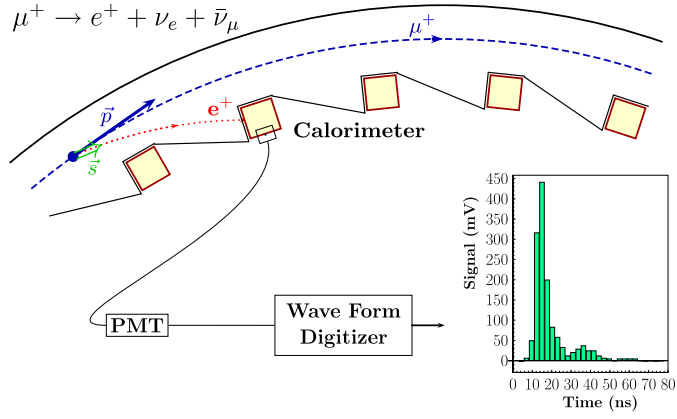 μ⁺ → e⁺ + ν_e + ν̄_μ
μ⁺
p⃗
s⃗
e⁺
Calorimeter
PMT
Wave Form
Digitizer
Signal (mV)
450
400
350
300
250
200
150
100
50
0
0 10 20 30 40 50 60 70 80
Time (ns)